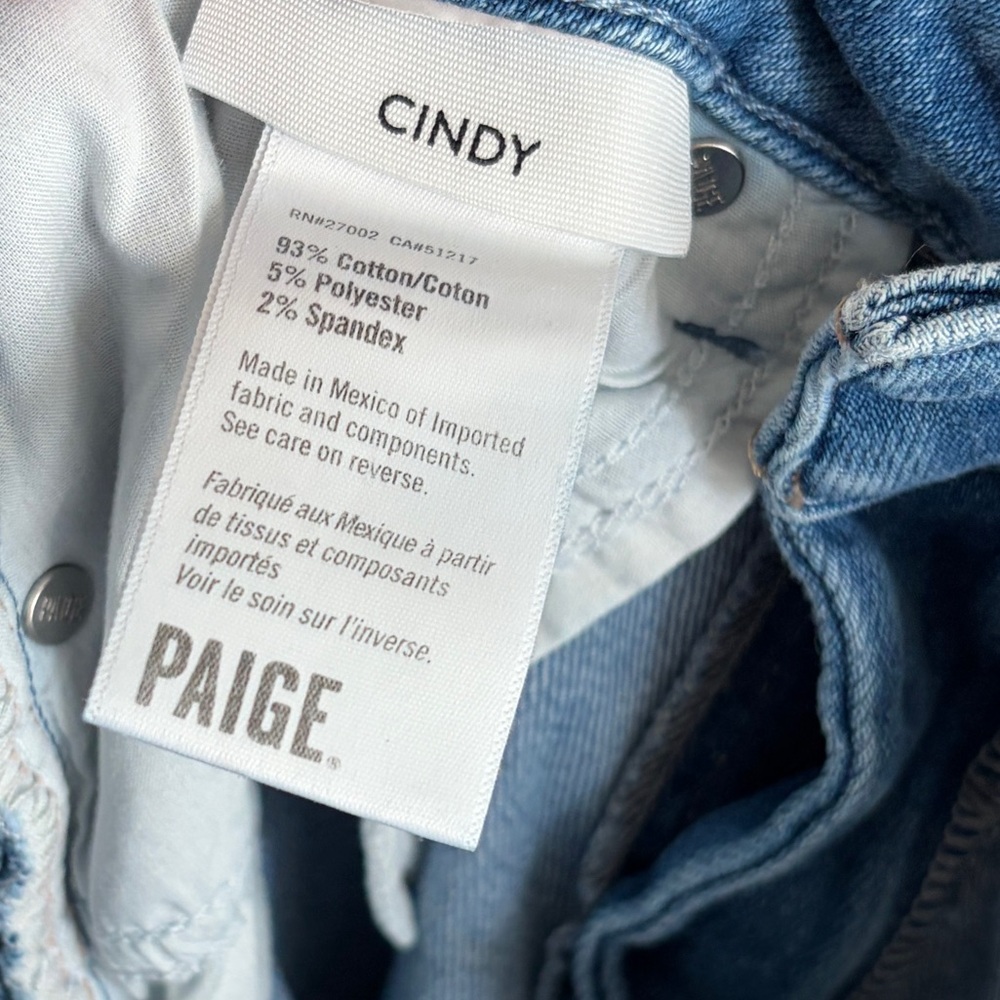 CINDY
RN#27002 CA#51217
93% Cotton/Coton
5% Polyester
2% Spandex
Made in Mexico of Imported
fabric and components.
See care on reverse.
Fabriqué aux Mexique à partir
de tissus et composants
importés
Voir le soin sur l'inverse.
PAIGE®
PAIGE